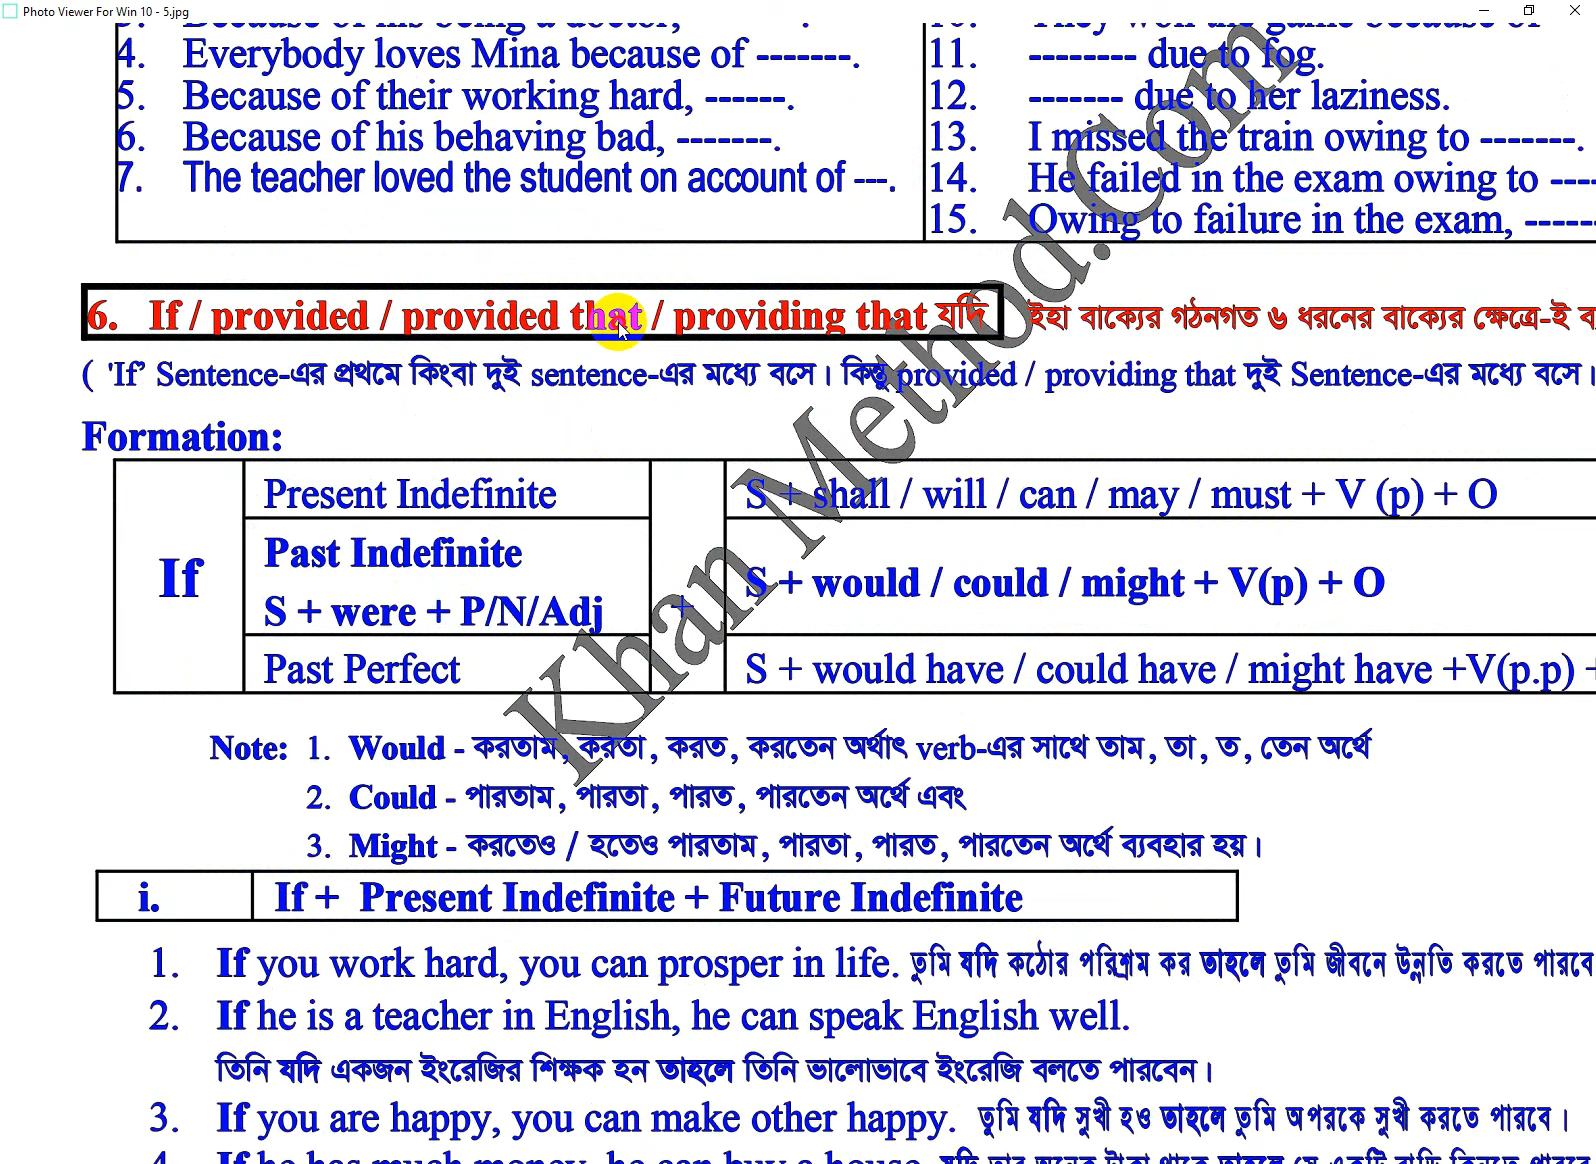 Photo Viewer For Win 10 - 5.jpg
4. Everybody loves Mina because of -------.
5. Because of their working hard, ------.
6. Because of his behaving bad, -------.
7. The teacher loved the student on account of ---.
11. -------- due to fog.
12. ------- due to her laziness.
13. I missed the train owing to -------.
14. He failed in the exam owing to ----
15. Owing to failure in the exam, ------
6. If / provided / provided that / providing that যদি ইহা বাক্যের গঠনগত ৬ ধরনের বাক্যের ক্ষেত্রে-ই ব
( 'If’ Sentence-এর প্রথমে কিংবা দুই sentence-এর মধ্যে বসে। কিন্তু provided / providing that দুই Sentence-এর মধ্যে বসে।
Formation:
If
Present Indefinite
Past Indefinite
S + were + P/N/Adj
Past Perfect
+
S + shall / will / can / may / must + V (p) + O
S + would / could / might + V(p) + O
S + would have / could have / might have +V(p.p) +
Note: 1. Would - করতাম, করতা, করত, করতেন অর্থাৎ verb-এর সাথে তাম, তা, ত, তেন অর্থে
2. Could - পারতাম, পারতা, পারত, পারতেন অর্থে এবং
3. Might - করতেও / হতেও পারতাম, পারতা, পারত, পারতেন অর্থে ব্যবহার হয়।
i. If + Present Indefinite + Future Indefinite
1. If you work hard, you can prosper in life. তুমি যদি কঠোর পরিশ্রম কর তাহলে তুমি জীবনে উন্নতি করতে পারবে
2. If he is a teacher in English, he can speak English well.
তিনি যদি একজন ইংরেজির শিক্ষক হন তাহলে তিনি ভালোভাবে ইংরেজি বলতে পারবেন।
3. If you are happy, you can make other happy. তুমি যদি সুখী হও তাহলে তুমি অপরকে সুখী করতে পারবে।
Khan Method.Com